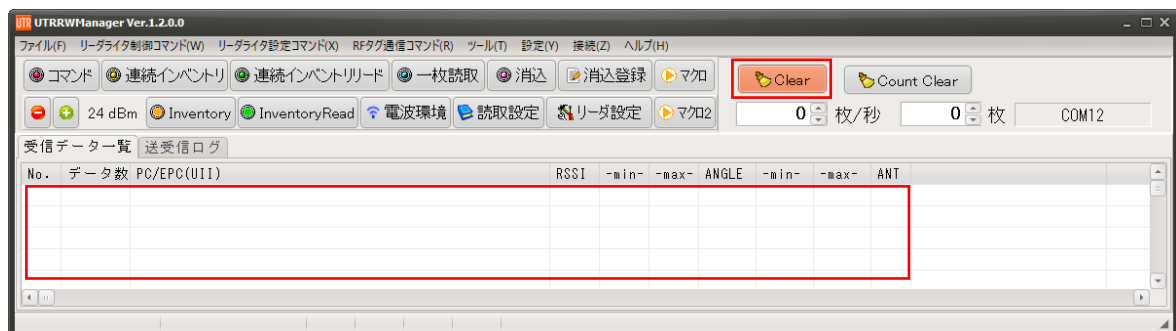 UTR UTRRWManager Ver.1.2.0.0
ファイル(F) リーダライタ制御コマンド(W) リーダライタ設定コマンド(X) RFタグ通信コマンド(R) ツール(T) 設定(Y) 接続(Z) ヘルプ(H)
コマンド 連続インベントリ 連続インベントリリード 一枚読取 消込 消込登録 マクロ Clear Count Clear
24 dBm Inventory InventoryRead 電波環境 読取設定 リーダ設定 マクロ2 0 枚/秒 0 枚 COM12
受信データ一覧 送受信ログ
No. データ数 PC/EPC(UII) RSSI -min- -max- ANGLE -min- -max- ANT